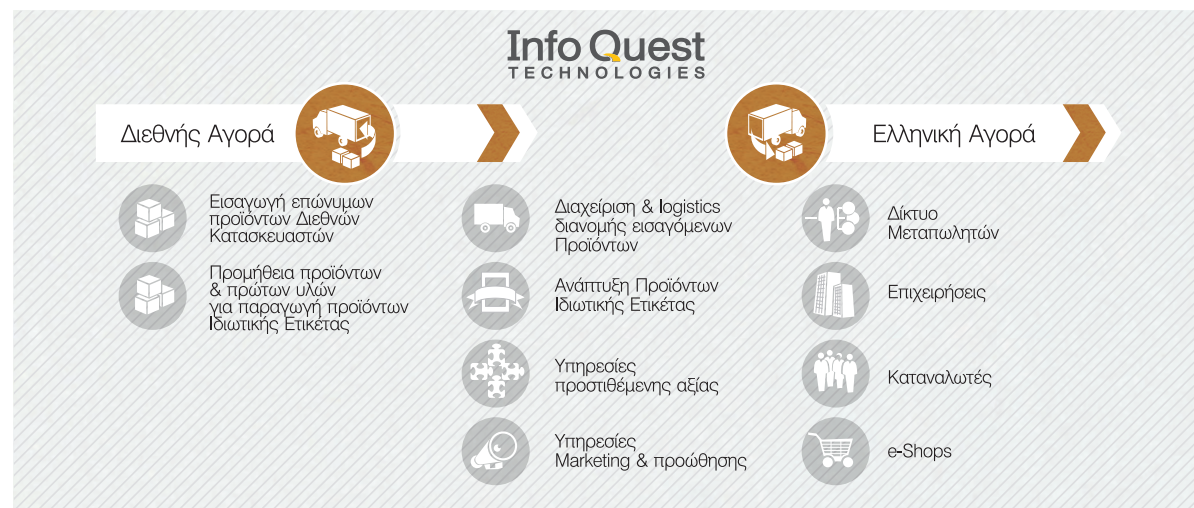 Info Quest
TECHNOLOGIES
Διεθνής Αγορά
Ελληνική Αγορά
Εισαγωγή επώνυμων
προϊόντων Διεθνών
Κατασκευαστών
Προμήθεια προϊόντων
& πρώτων υλών
για παραγωγή προϊόντων
Ιδιωτικής Ετικέτας
Διαχείριση & logistics
διανομής εισαγόμενων
Προϊόντων
Ανάπτυξη Προϊόντων
Ιδιωτικής Ετικέτας
Υπηρεσίες
προστιθέμενης αξίας
Υπηρεσίες
Marketing & προώθησης
Δίκτυο
Μεταπωλητών
Επιχειρήσεις
Καταναλωτές
e-Shops